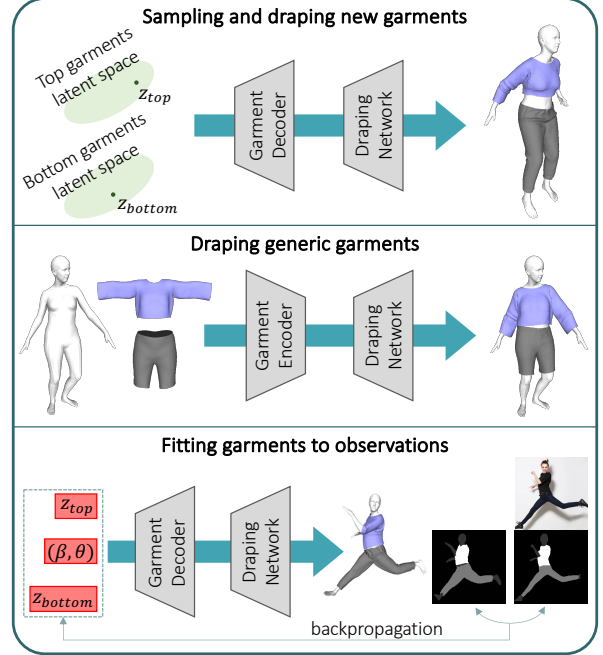 Sampling and draping new garments
Top garments
latent space
z_top
Bottom garments
latent space
z_bottom
Garment
Decoder
Draping
Network
Draping generic garments
Garment
Encoder
Draping
Network
Fitting garments to observations
z_top
(β, θ)
z_bottom
Garment
Decoder
Draping
Network
backpropagation